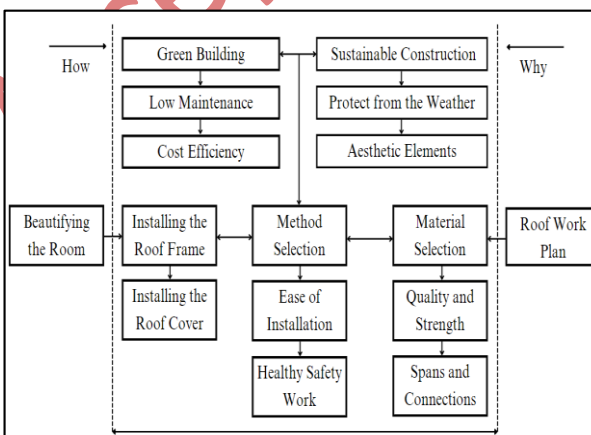 How
Green Building
Sustainable Construction
Why
Low Maintenance
Protect from the Weather
Cost Efficiency
Aesthetic Elements
Beautifying
the Room
Installing the
Roof Frame
Method
Selection
Material
Selection
Roof Work
Plan
Installing the
Roof Cover
Ease of
Installation
Quality and
Strength
Healthy Safety
Work
Spans and
Connections